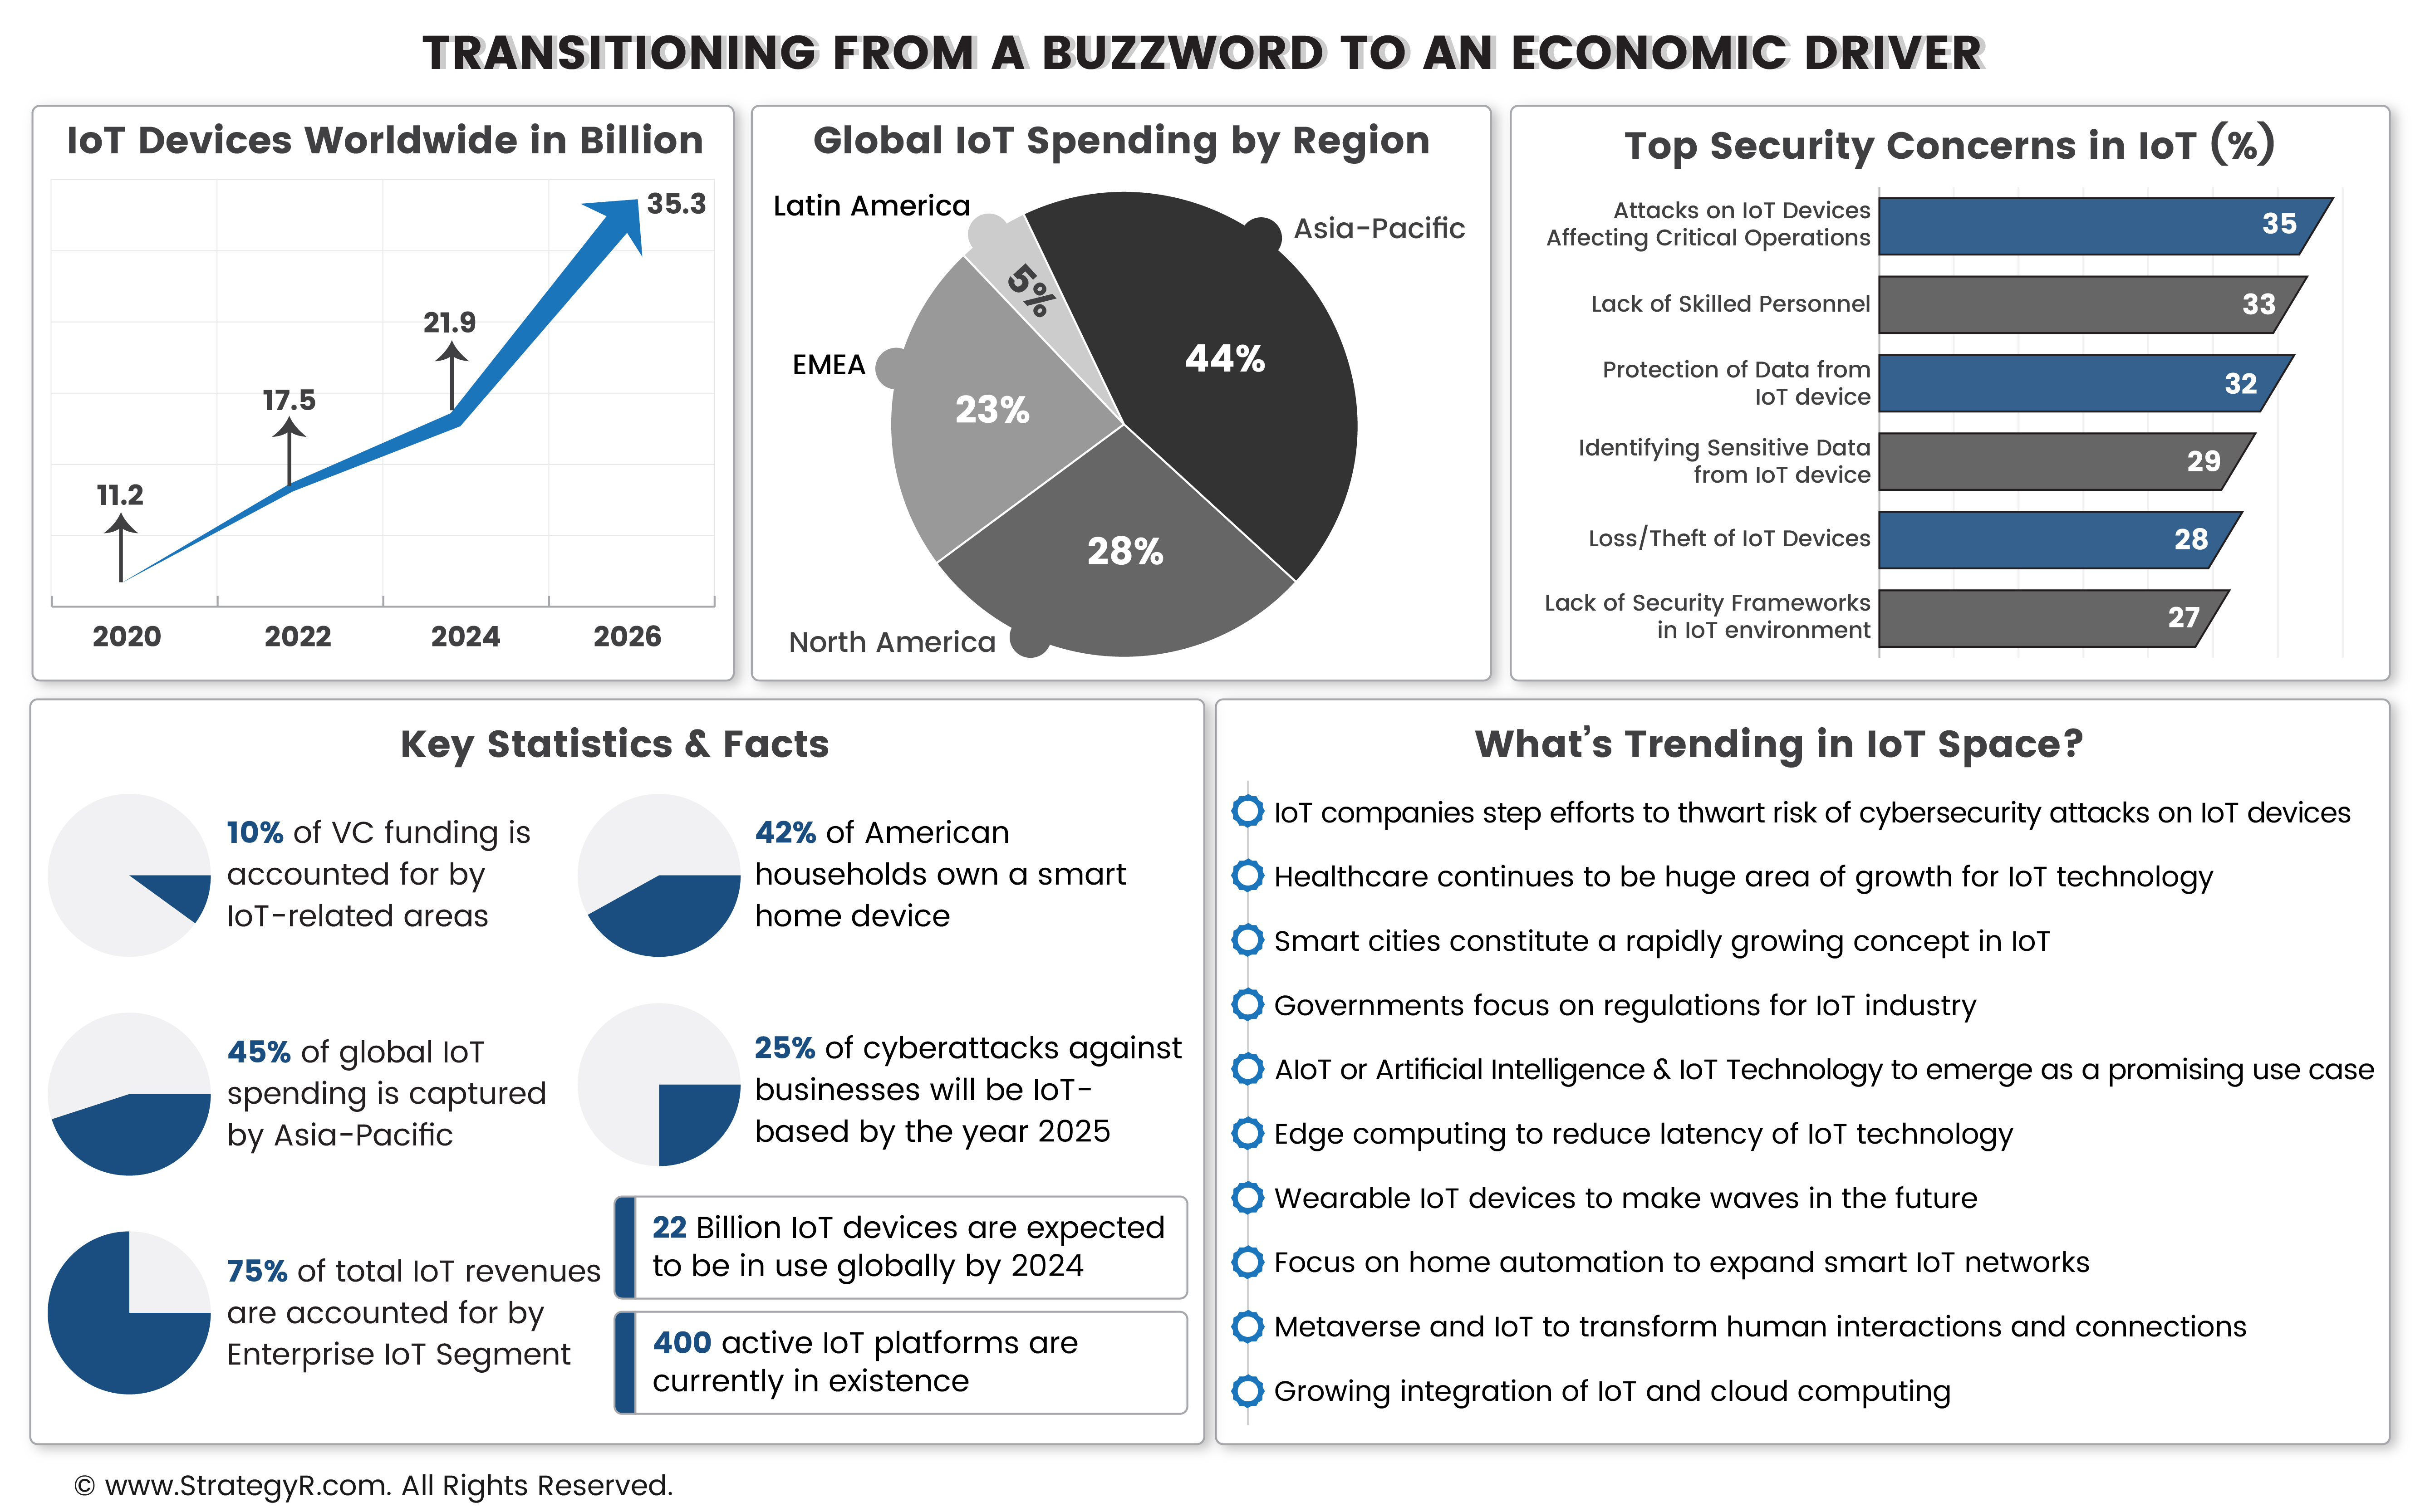 TRANSITIONING FROM A BUZZWORD TO AN ECONOMIC DRIVER
IoT Devices Worldwide in Billion
35.3
21.9
17.5
11.2
2020
2022
2024
2026
Global IoT Spending by Region
Latin America
Asia-Pacific
5%
44%
EMEA
23%
28%
North America
Top Security Concerns in IoT (%)
Attacks on IoT Devices
Affecting Critical Operations
35
Lack of Skilled Personnel
33
Protection of Data from
IoT device
32
Identifying Sensitive Data
from IoT device
29
Loss/Theft of IoT Devices
28
Lack of Security Frameworks
in IoT environment
27
Key Statistics & Facts
10% of VC funding is
accounted for by
IoT-related areas
42% of American
households own a smart
home device
45% of global IoT
spending is captured
by Asia-Pacific
25% of cyberattacks against
businesses will be IoT-
based by the year 2025
75% of total IoT revenues
are accounted for by
Enterprise IoT Segment
22 Billion IoT devices are expected
to be in use globally by 2024
400 active IoT platforms are
currently in existence
What's Trending in IoT Space?
IoT companies step efforts to thwart risk of cybersecurity attacks on IoT devices
Healthcare continues to be huge area of growth for IoT technology
Smart cities constitute a rapidly growing concept in IoT
Governments focus on regulations for IoT industry
AIoT or Artificial Intelligence & IoT Technology to emerge as a promising use case
Edge computing to reduce latency of IoT technology
Wearable IoT devices to make waves in the future
Focus on home automation to expand smart IoT networks
Metaverse and IoT to transform human interactions and connections
Growing integration of IoT and cloud computing
© www.StrategyR.com. All Rights Reserved.